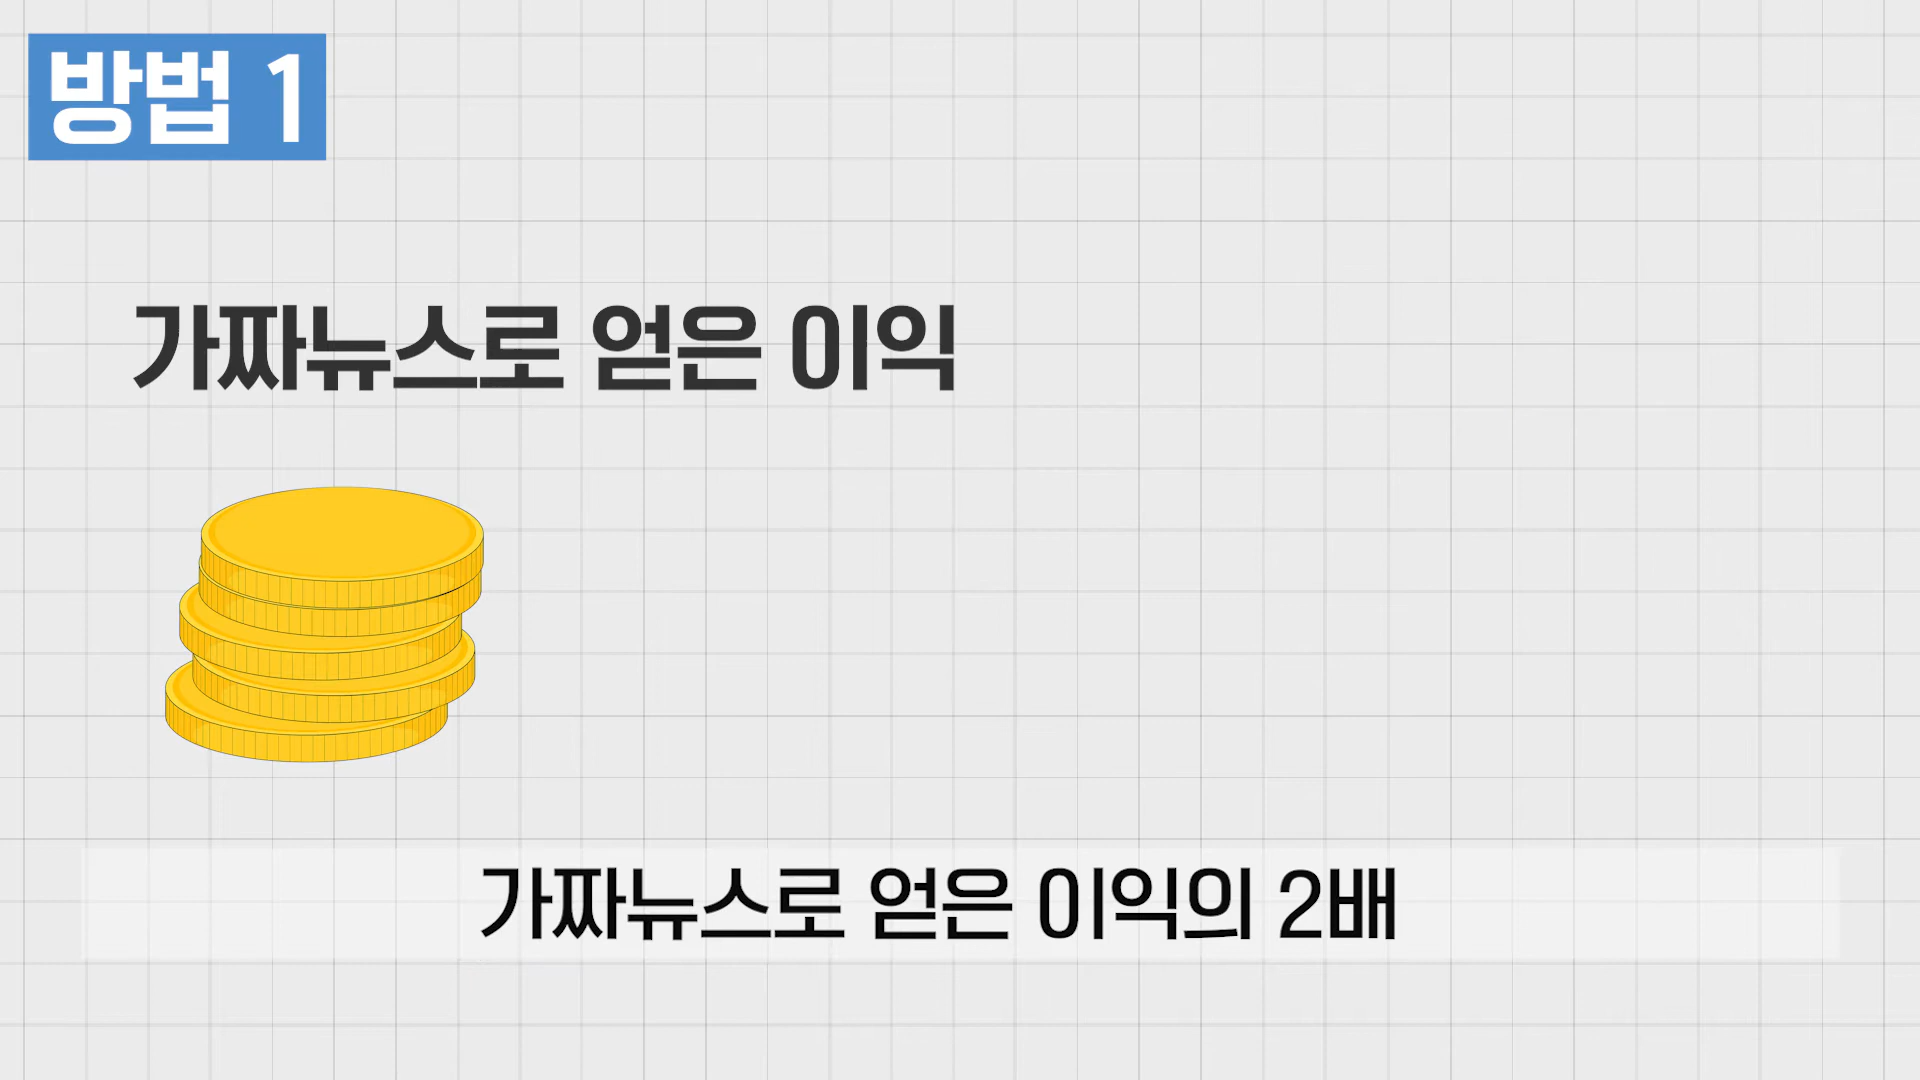 방법 1
가짜뉴스로 얻은 이익
가짜뉴스로 얻은 이익의 2배